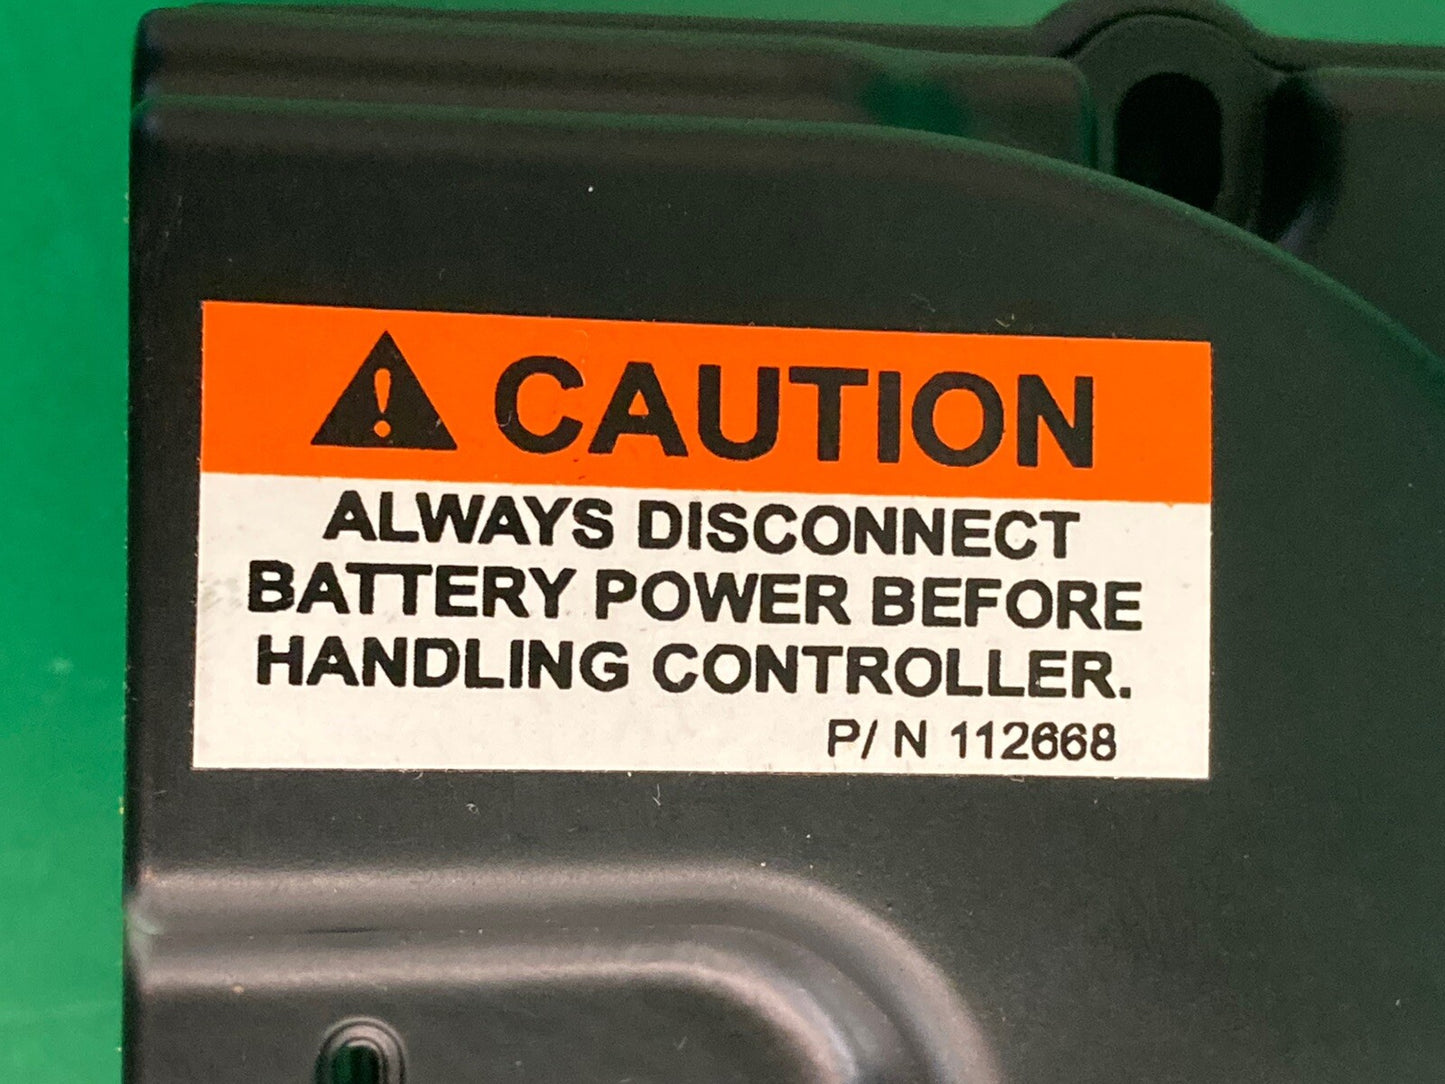 CAUTION
ALWAYS DISCONNECT
BATTERY POWER BEFORE
HANDLING CONTROLLER.
P/ N 112668